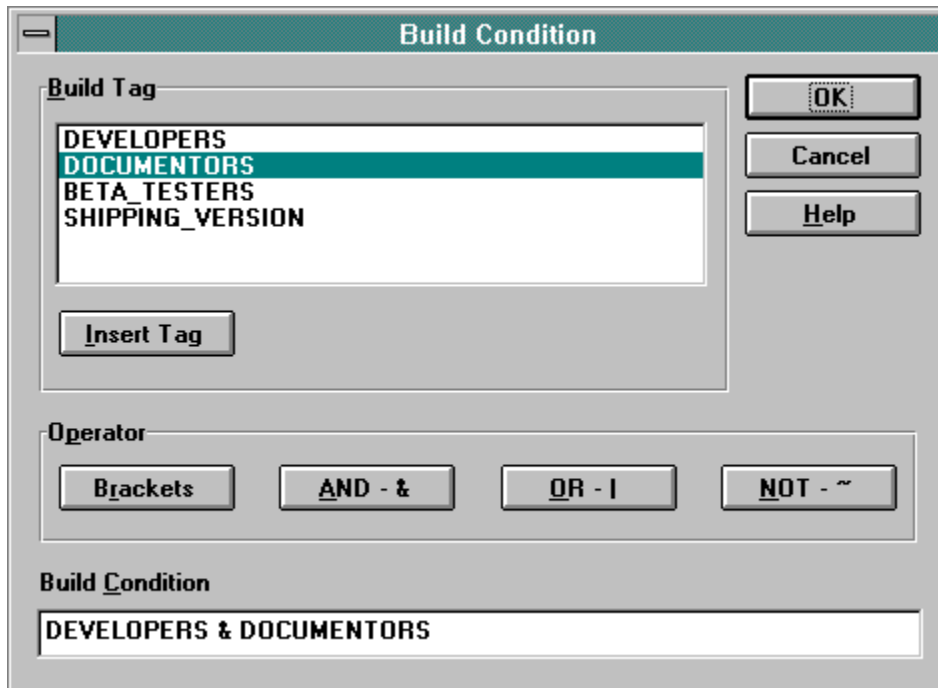 Build Condition
Build Tag
OK
DEVELOPERS
DOCUMENTORS
Cancel
BETA_TESTERS
SHIPPING_VERSION
Help
Insert Tag
Operator
Brackets
AND - &
OR - |
NOT - ~
Build Condition
DEVELOPERS & DOCUMENTORS